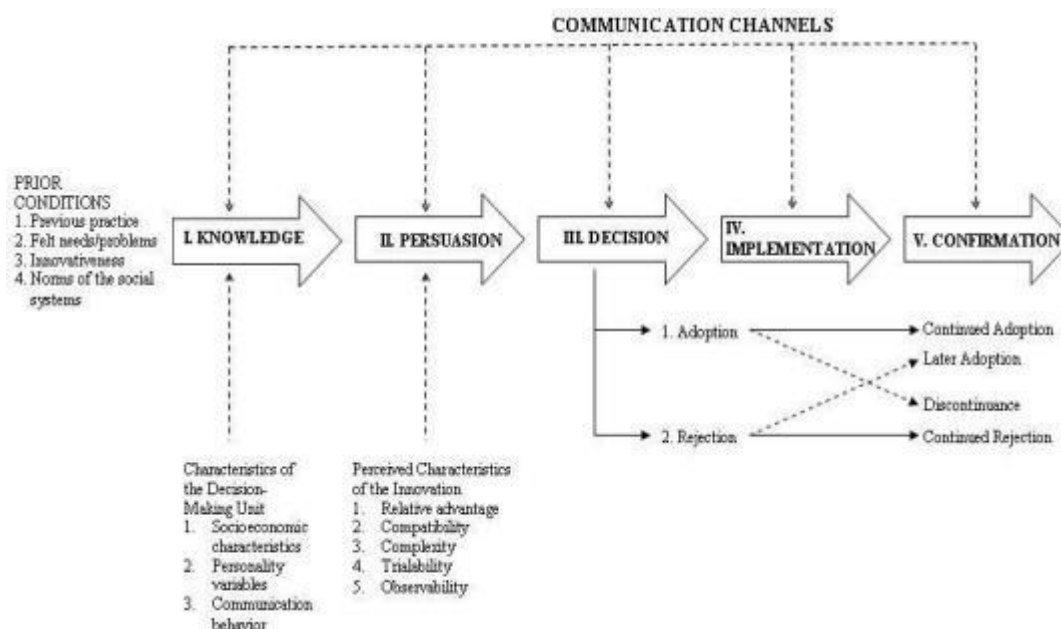 COMMUNICATION CHANNELS
PRIOR
CONDITIONS
1. Previous practice
2. Felt needs/problems
3. Innovativeness
4. Norms of the social
systems
I. KNOWLEDGE
II. PERSUASION
III. DECISION
IV.
IMPLEMENTATION
V. CONFIRMATION
1. Adoption
Continued Adoption
Later Adoption
Discontinuance
2. Rejection
Continued Rejection
Characteristics of
the Decision-
Making Unit
1. Socioeconomic
characteristics
2. Personality
variables
3. Communication
behavior
Perceived Characteristics
of the Innovation
1. Relative advantage
2. Compatibility
3. Complexity
4. Trialability
5. Observability